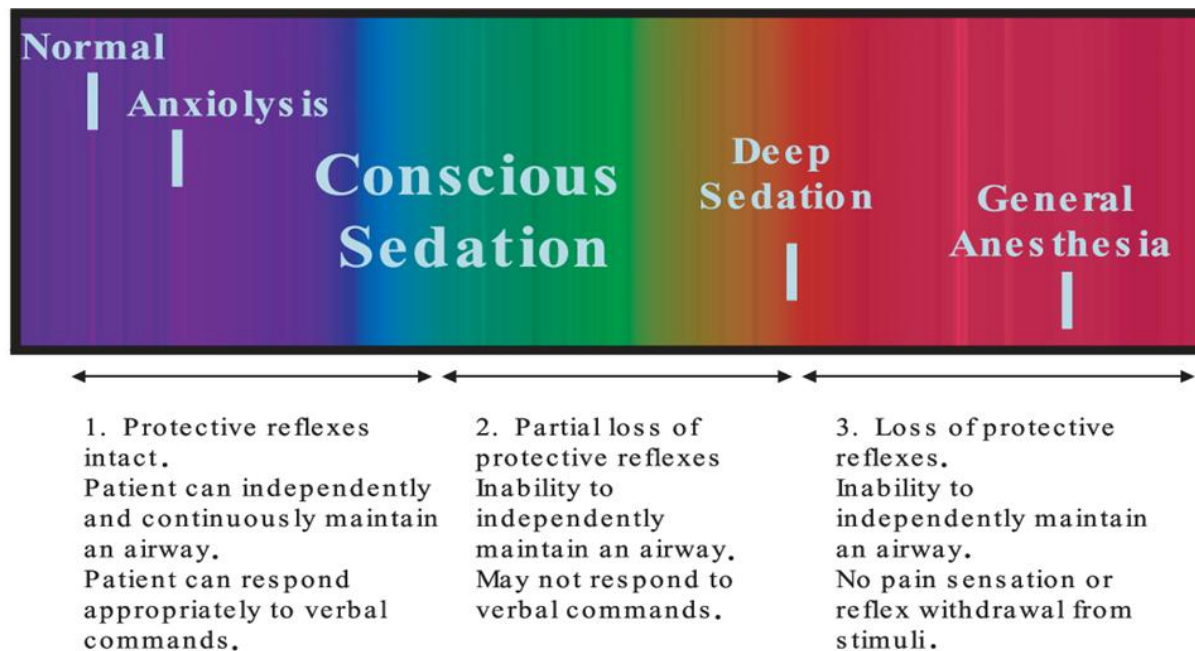 Normal
Anxiolysis
Conscious
Sedation
Deep
Sedation
General
Anesthesia
1. Protective reflexes
intact.
Patient can independently
and continuously maintain
an airway.
Patient can respond
appropriately to verbal
commands.
2. Partial loss of
protective reflexes
Inability to
independently
maintain an airway.
May not respond to
verbal commands.
3. Loss of protective
reflexes.
Inability to
independently maintain
an airway.
No pain sensation or
reflex withdrawal from
stimuli.